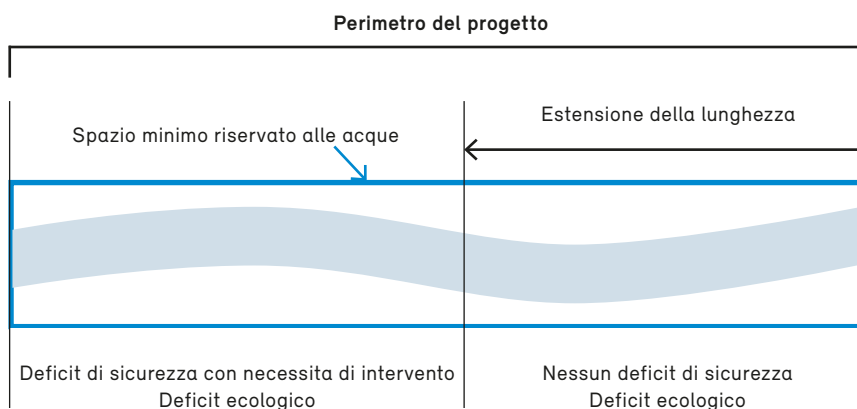 Perimetro del progetto
Estensione della lunghezza
Spazio minimo riservato alle acque
Deficit di sicurezza con necessita di intervento
Deficit ecologico
Nessun deficit di sicurezza
Deficit ecologico